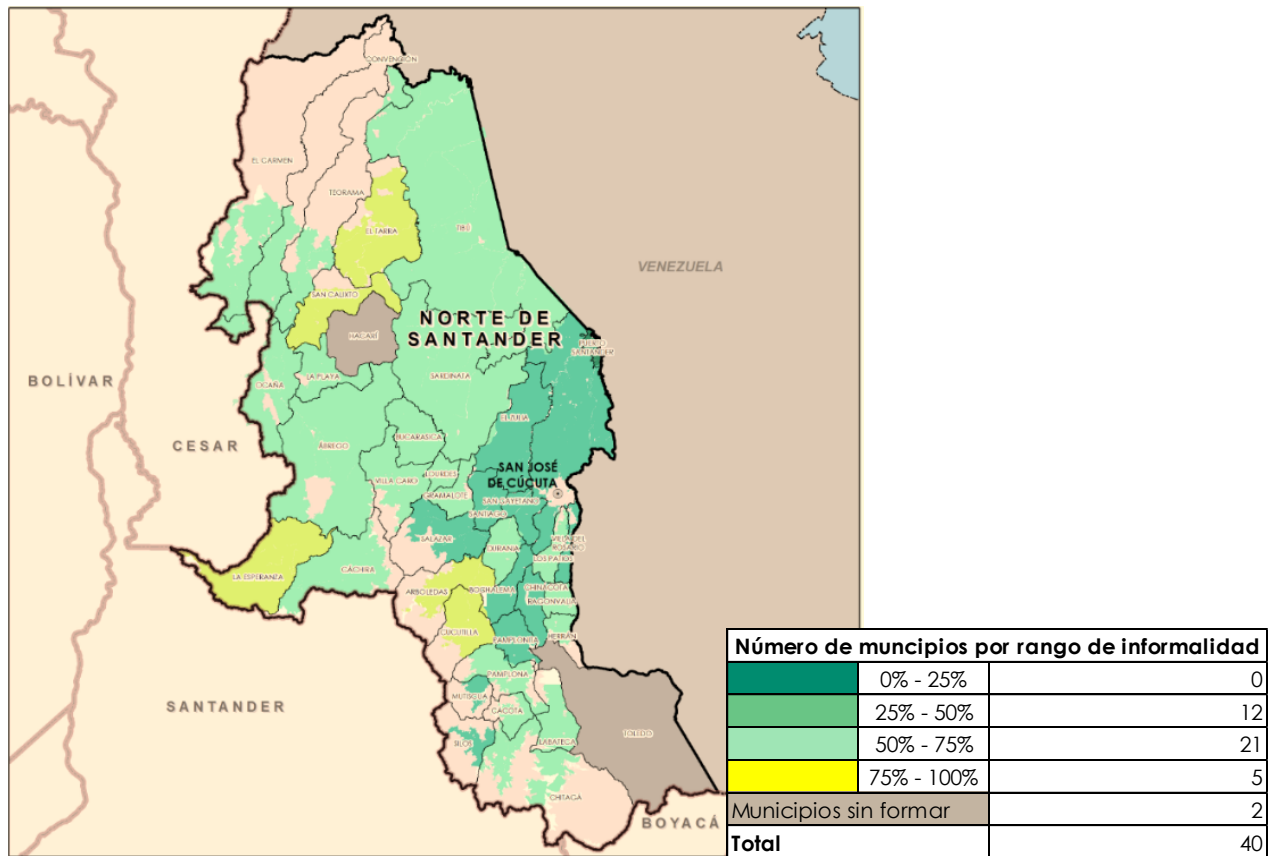 CONVENCIÓN
EL CARMEN
TEORAMA
EL TARRA
TIBÚ
VENEZUELA
SAN CALIXTO
NORTE DE
SANTANDER
HACARÍ
PUERTO
SANTANDER
BOLÍVAR
OCAÑA
LA PLAYA
SARDINATA
CESAR
ÁBREGO
BUCARASICA
EL ZULIA
SAN JOSÉ
DE CÚCUTA
VILLA CARO
LOURDES
GRAMALOTE
SAN CAYETANO
SANTIAGO
SALAZAR
DURANIA
VILLA DEL
ROSARIO
LOS PATIOS
LA ESPERANZA
CÁCHIRA
ARBOLEDAS
BOCHALEMA
CHINÁCOTA
RAGONVALIA
CUCUTILLA
PAMPLONITA
HERRÁN
PAMPLONA
MUTISCUA
CÁCOTA
SANTANDER
SILOS
LABATECA
TOLEDO
CHITAGÁ
BOYACÁ
Número de muncipios por rango de informalidad
0% - 25% 0
25% - 50% 12
50% - 75% 21
75% - 100% 5
Municipios sin formar 2
Total 40